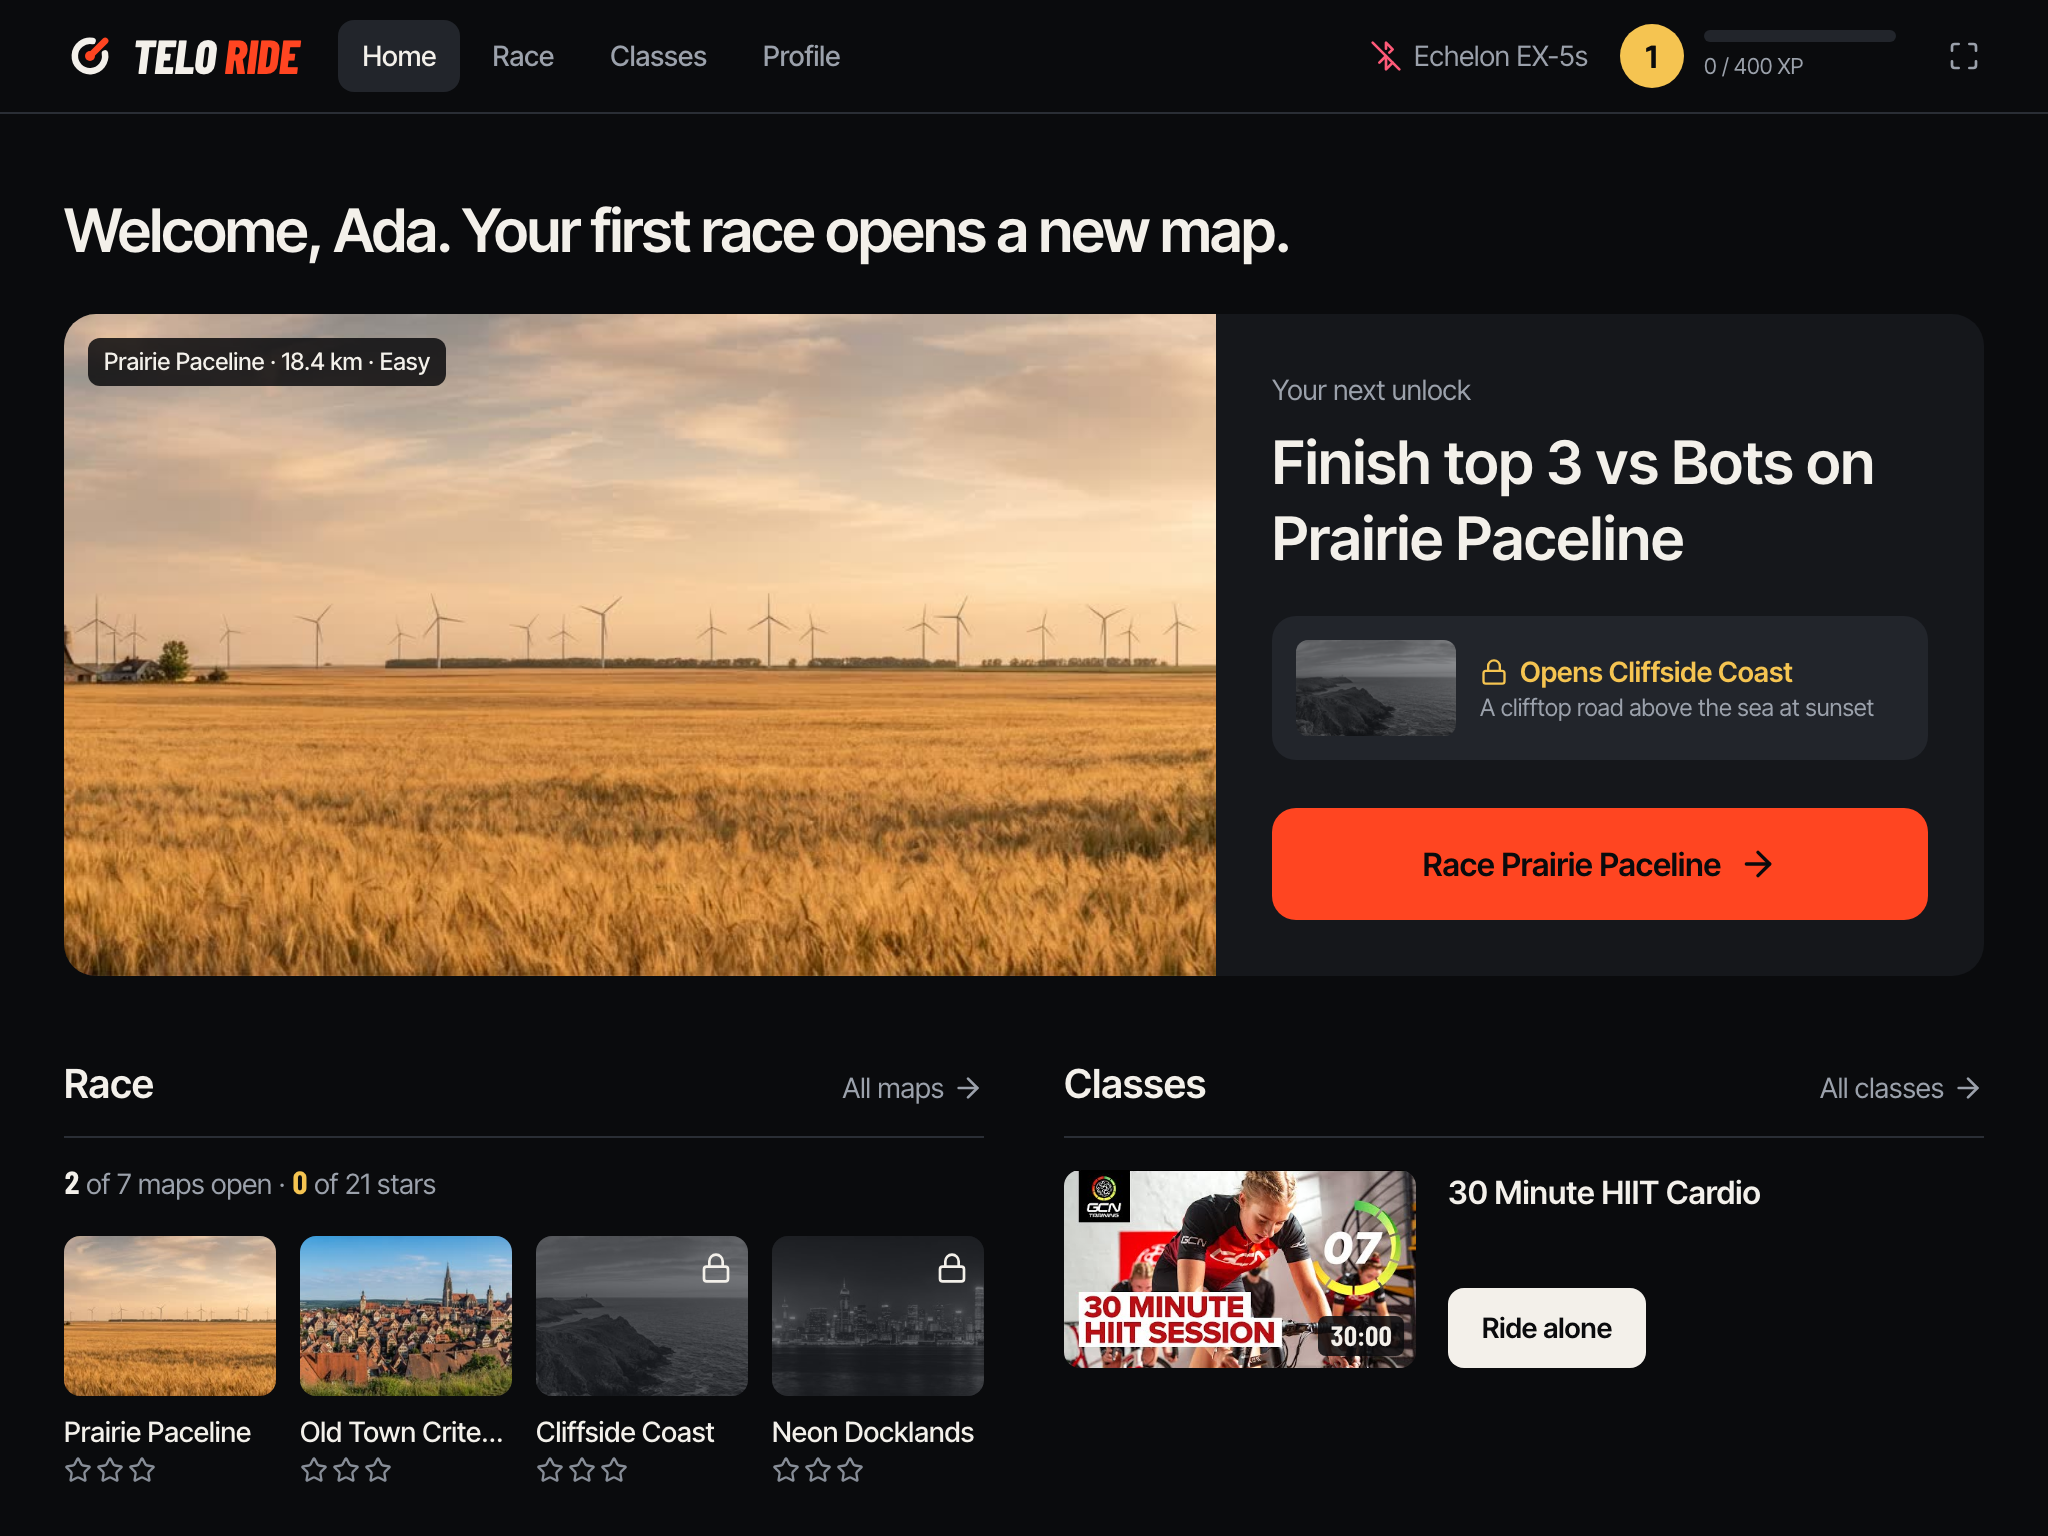 TELO RIDE
Home
Race
Classes
Profile
Echelon EX-5s
1
0 / 400 XP
Welcome, Ada. Your first race opens a new map.
Prairie Paceline · 18.4 km · Easy
Your next unlock
Finish top 3 vs Bots on
Prairie Paceline
Opens Cliffside Coast
A clifftop road above the sea at sunset
Race Prairie Paceline
Race
All maps
2 of 7 maps open · 0 of 21 stars
Prairie Paceline
Old Town Crite...
Cliffside Coast
Neon Docklands
Classes
All classes
GCN
TRAINING
GCN
GCN
07
30 MINUTE
HIIT SESSION
30:00
30 Minute HIIT Cardio
Ride alone